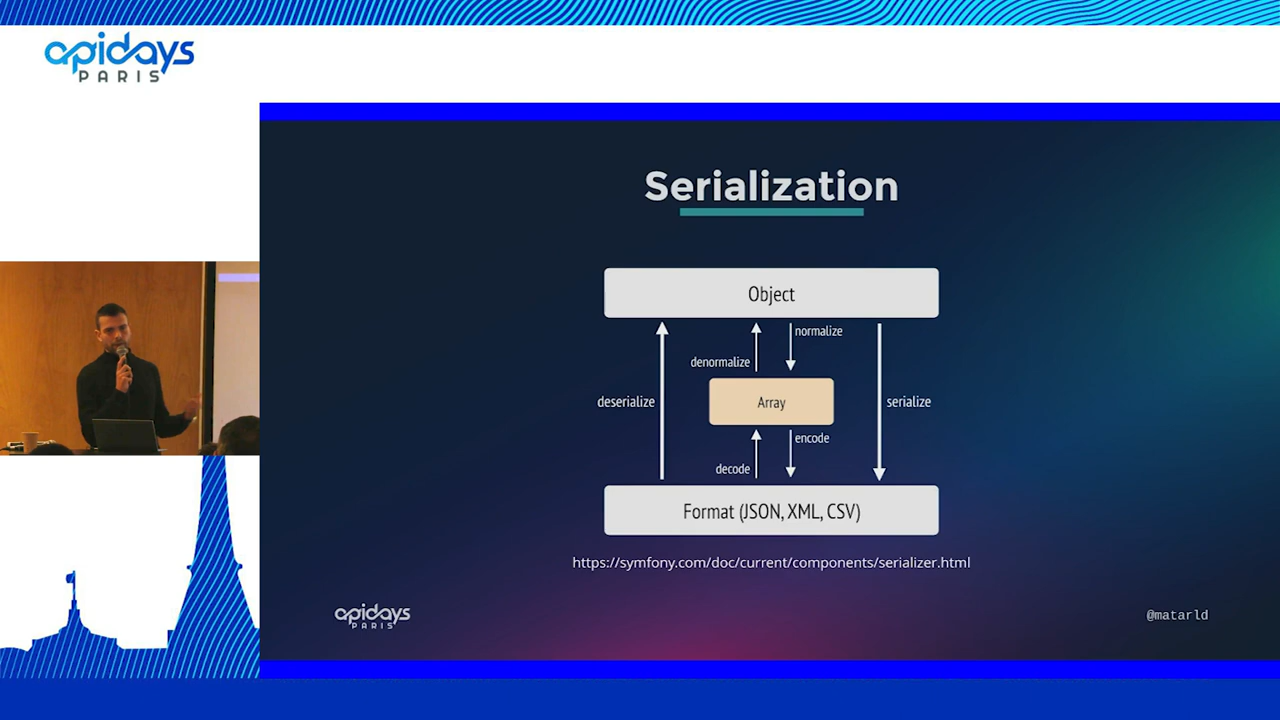 apidays
PARIS
Serialization
Object
normalize
denormalize
deserialize
Array
serialize
encode
decode
Format (JSON, XML, CSV)
https://symfony.com/doc/current/components/serializer.html
apidays
PARIS
@matarld